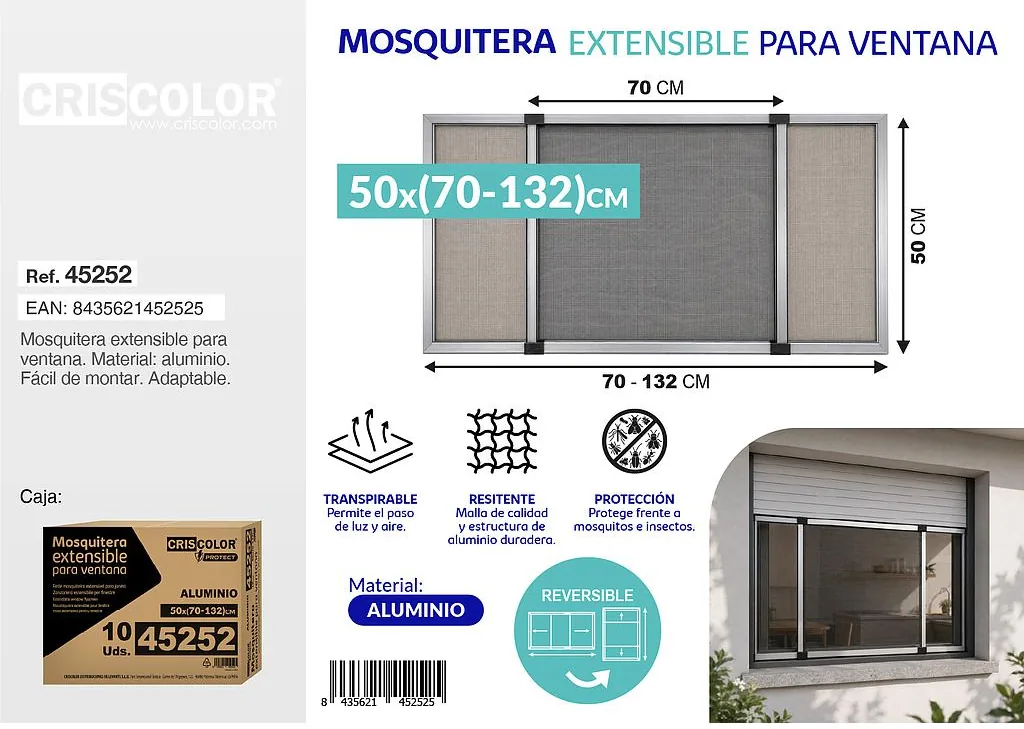 CRISCOLOR®
www.criscolor.com
Ref. 45252
EAN: 8435621452525
Mosquitera extensible para
ventana. Material: aluminio.
Fácil de montar. Adaptable.
Caja:
Mosquitera
extensible
para ventana
CRISCOLOR
PROTECT
ALUMINIO
50x(70-132)CM
10
Uds.
45252
45252
MOSQUITERA EXTENSIBLE PARA VENTANA
70 CM
50x(70-132)CM
50 CM
70 - 132 CM
TRANSPIRABLE
Permite el paso
de luz y aire.
RESITENTE
Malla de calidad
y estructura de
aluminio duradera.
PROTECCIÓN
Protege frente a
mosquitos e insectos.
Material:
ALUMINIO
REVERSIBLE
8 435621 452525